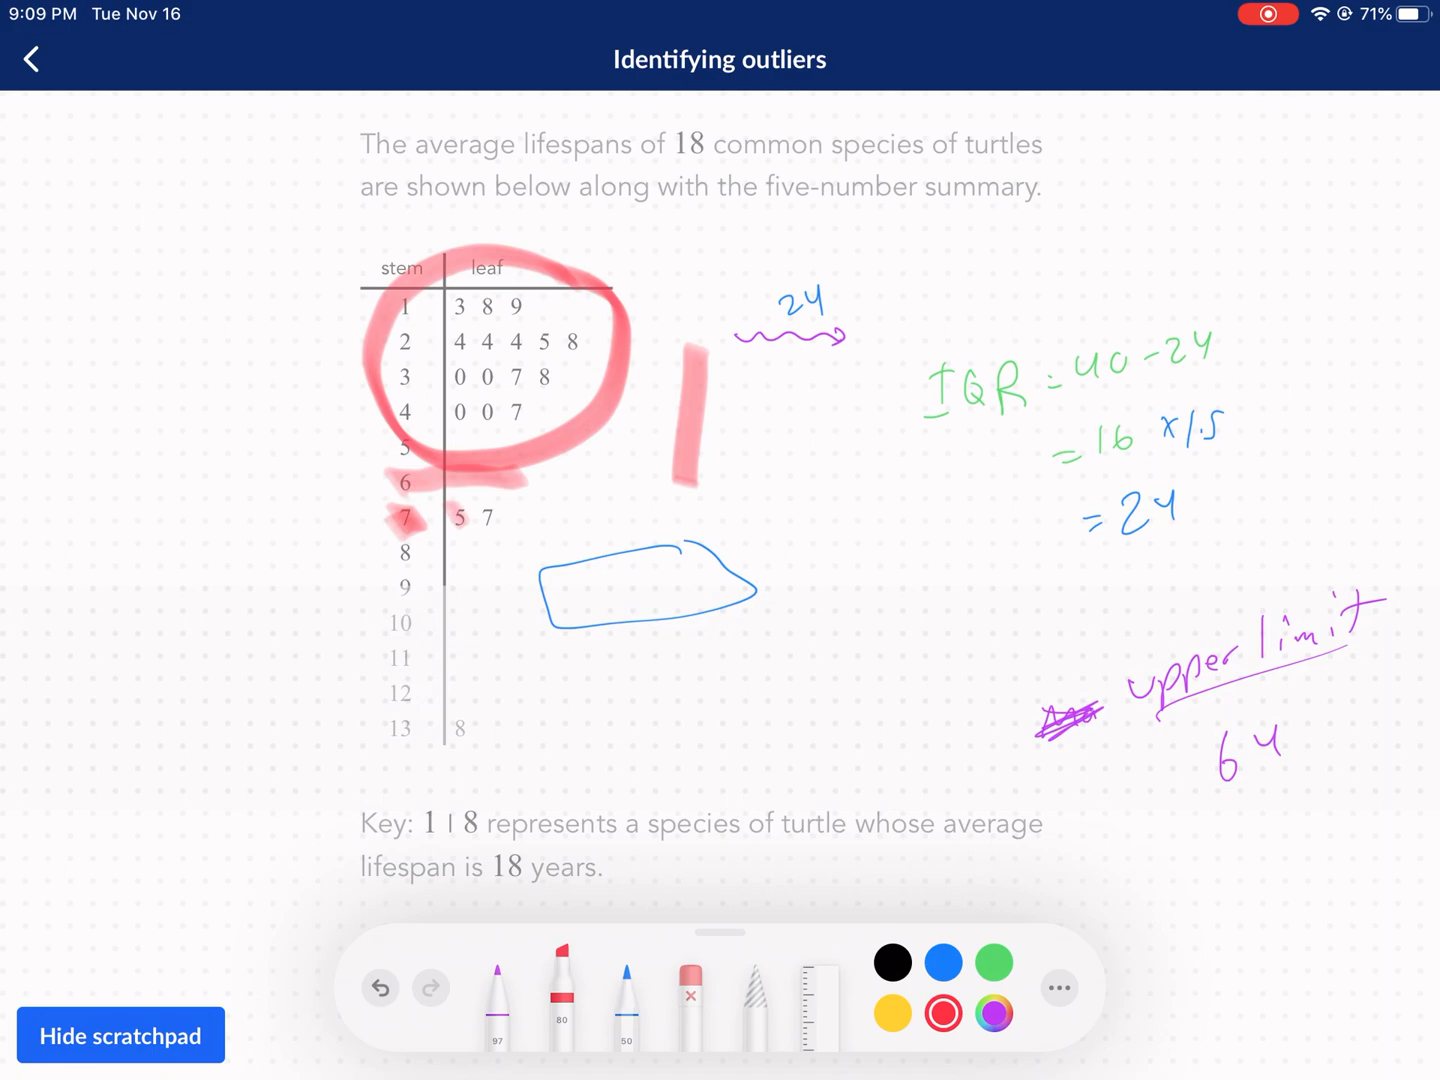 9:09 PM Tue Nov 16
71%
Identifying outliers
The average lifespans of 18 common species of turtles
are shown below along with the five-number summary.
stem leaf
1 3 8 9
2 4 4 4 5 8
3 0 0 7 8
4 0 0 7
5
6
7 5 7
8
9
10
11
12
13 8
24
IQR = 40 - 24
= 16 x1.5
= 24
upper limit
64
Key: 1 | 8 represents a species of turtle whose average
lifespan is 18 years.
97
80
50
Hide scratchpad